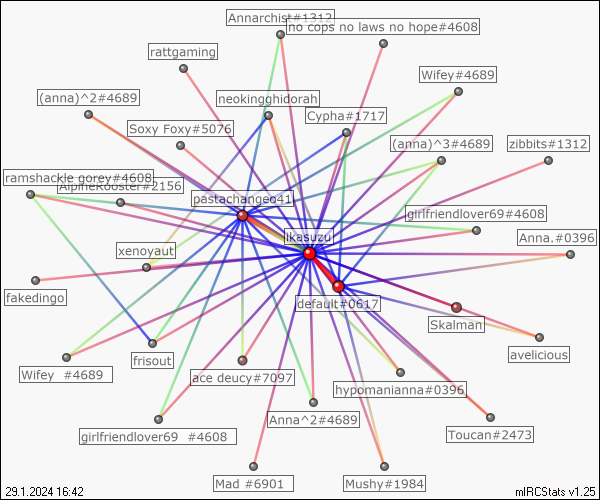 Annarchist#1312
no cops no laws no hope#4608
rattgaming
Wifey#4689
(anna)^2#4689
neokingghidorah
Cypha#1717
Soxy Foxy#5076
(anna)^3#4689
zibbits#1312
ramshackle gorey#4608
AlpineRooster#2156
pastachangeo41
girlfriendlover69#4608
ikasuzu
Anna.#0396
xenoyaut
fakedingo
default#0617
Skalman
avelicious
frisout
Wifey #4689
ace deucy#7097
hypomanianna#0396
Anna^2#4689
girlfriendlover69 #4608
Toucan#2473
Mad #6901
Mushy#1984
29.1.2024 16:42
mIRCStats v1.25